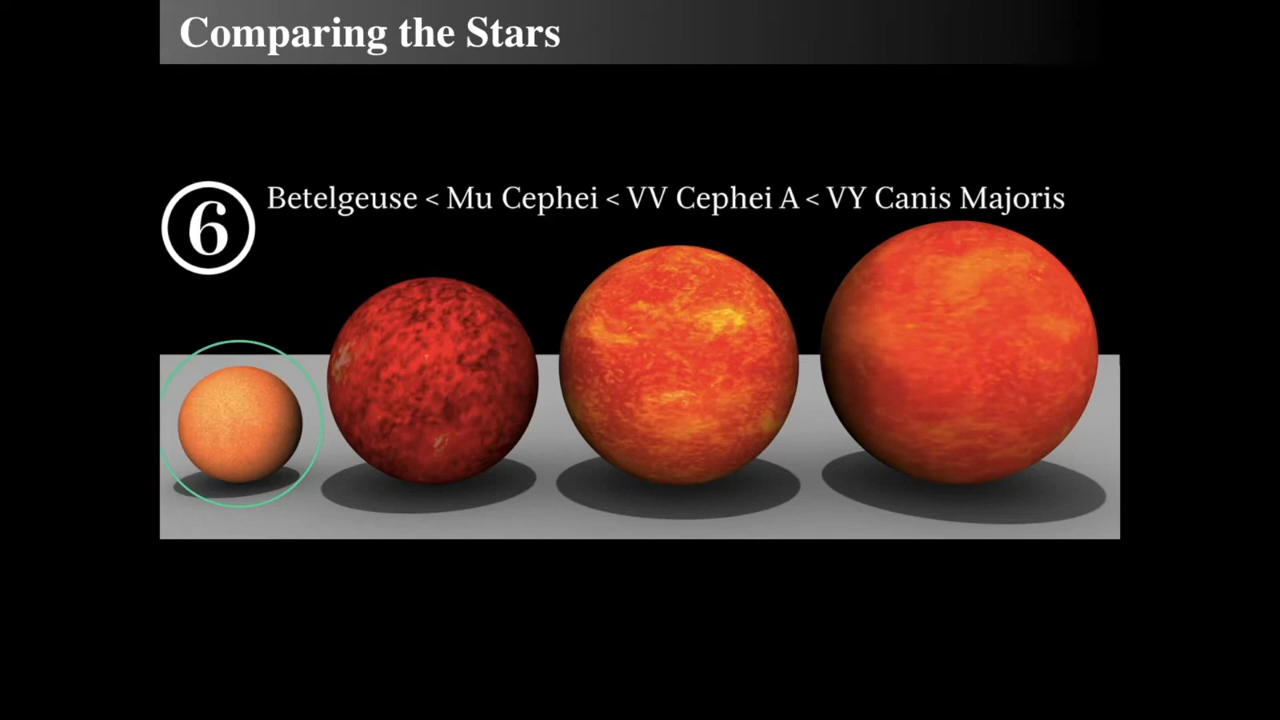 Comparing the Stars
6
Betelgeuse < Mu Cephei < VV Cephei A < VY Canis Majoris